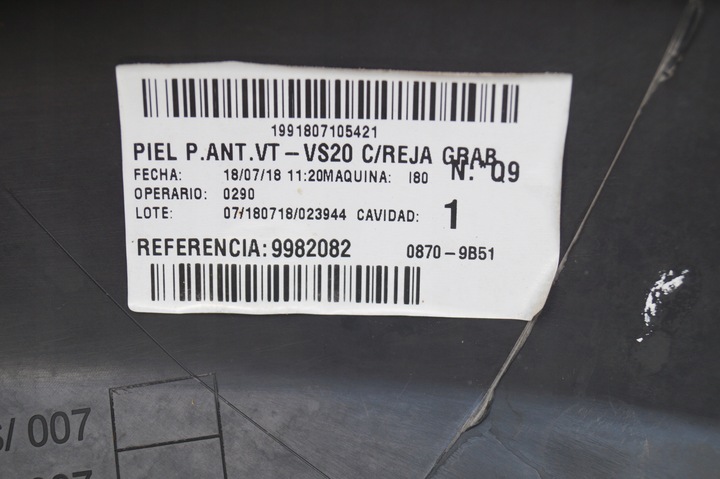 1991807105421
PIEL P.ANT.VT-VS20 C/REJA GRAB
N.° Q9
FECHA: 18/07/18 11:20 MAQUINA: I80
OPERARIO: 0290
LOTE: 07/180718/023944 CAVIDAD: 1
REFERENCIA: 9982082 0870-9B51
/ 007